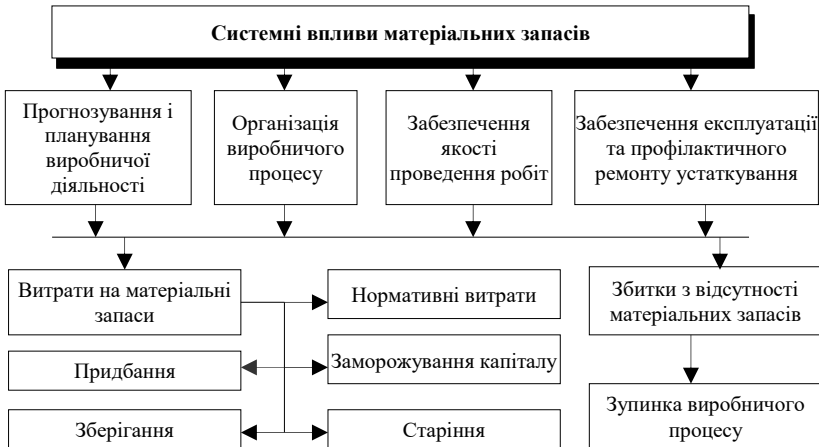 Системні впливи матеріальних запасів
Прогнозування і
планування
виробничої
діяльності
Організація
виробничого
процесу
Забезпечення
якості
проведення робіт
Забезпечення експлуатації
та профілактичного
ремонту устаткування
Витрати на матеріальні
запаси
Нормативні витрати
Збитки з відсутності
матеріальних запасів
Придбання
Заморожування капіталу
Зберігання
Старіння
Зупинка виробничого
процесу